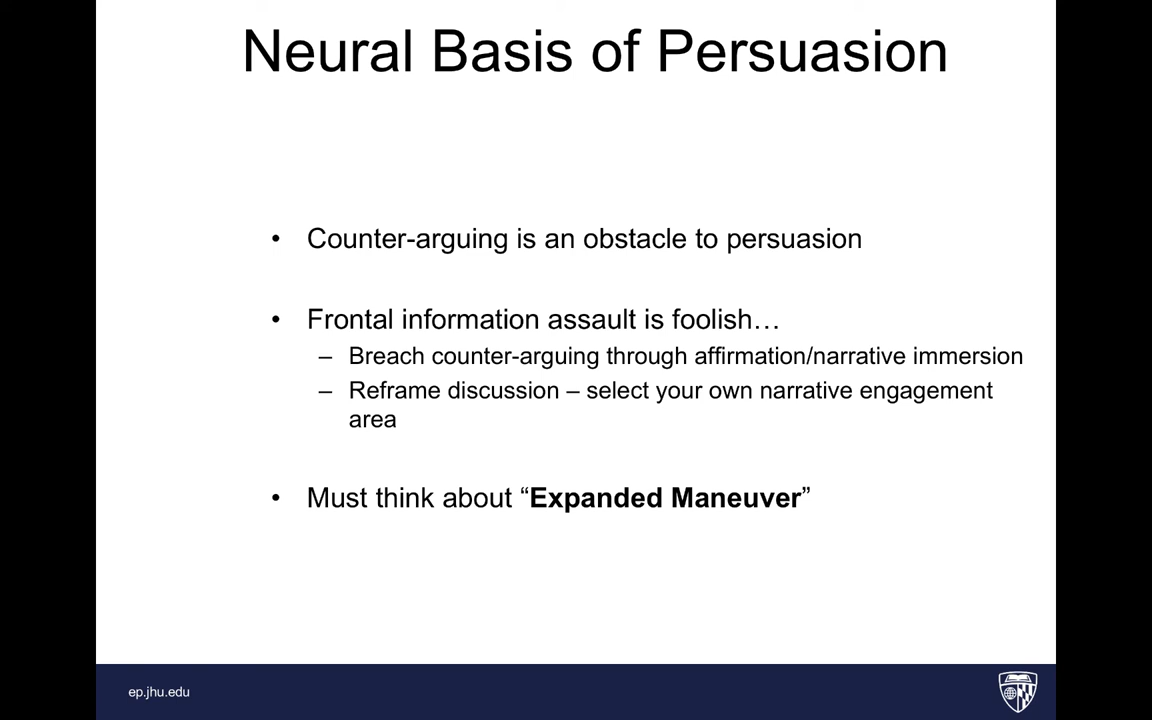 Neural Basis of Persuasion
• Counter-arguing is an obstacle to persuasion
• Frontal information assault is foolish…
– Breach counter-arguing through affirmation/narrative immersion
– Reframe discussion – select your own narrative engagement
area
• Must think about “Expanded Maneuver”
ep.jhu.edu